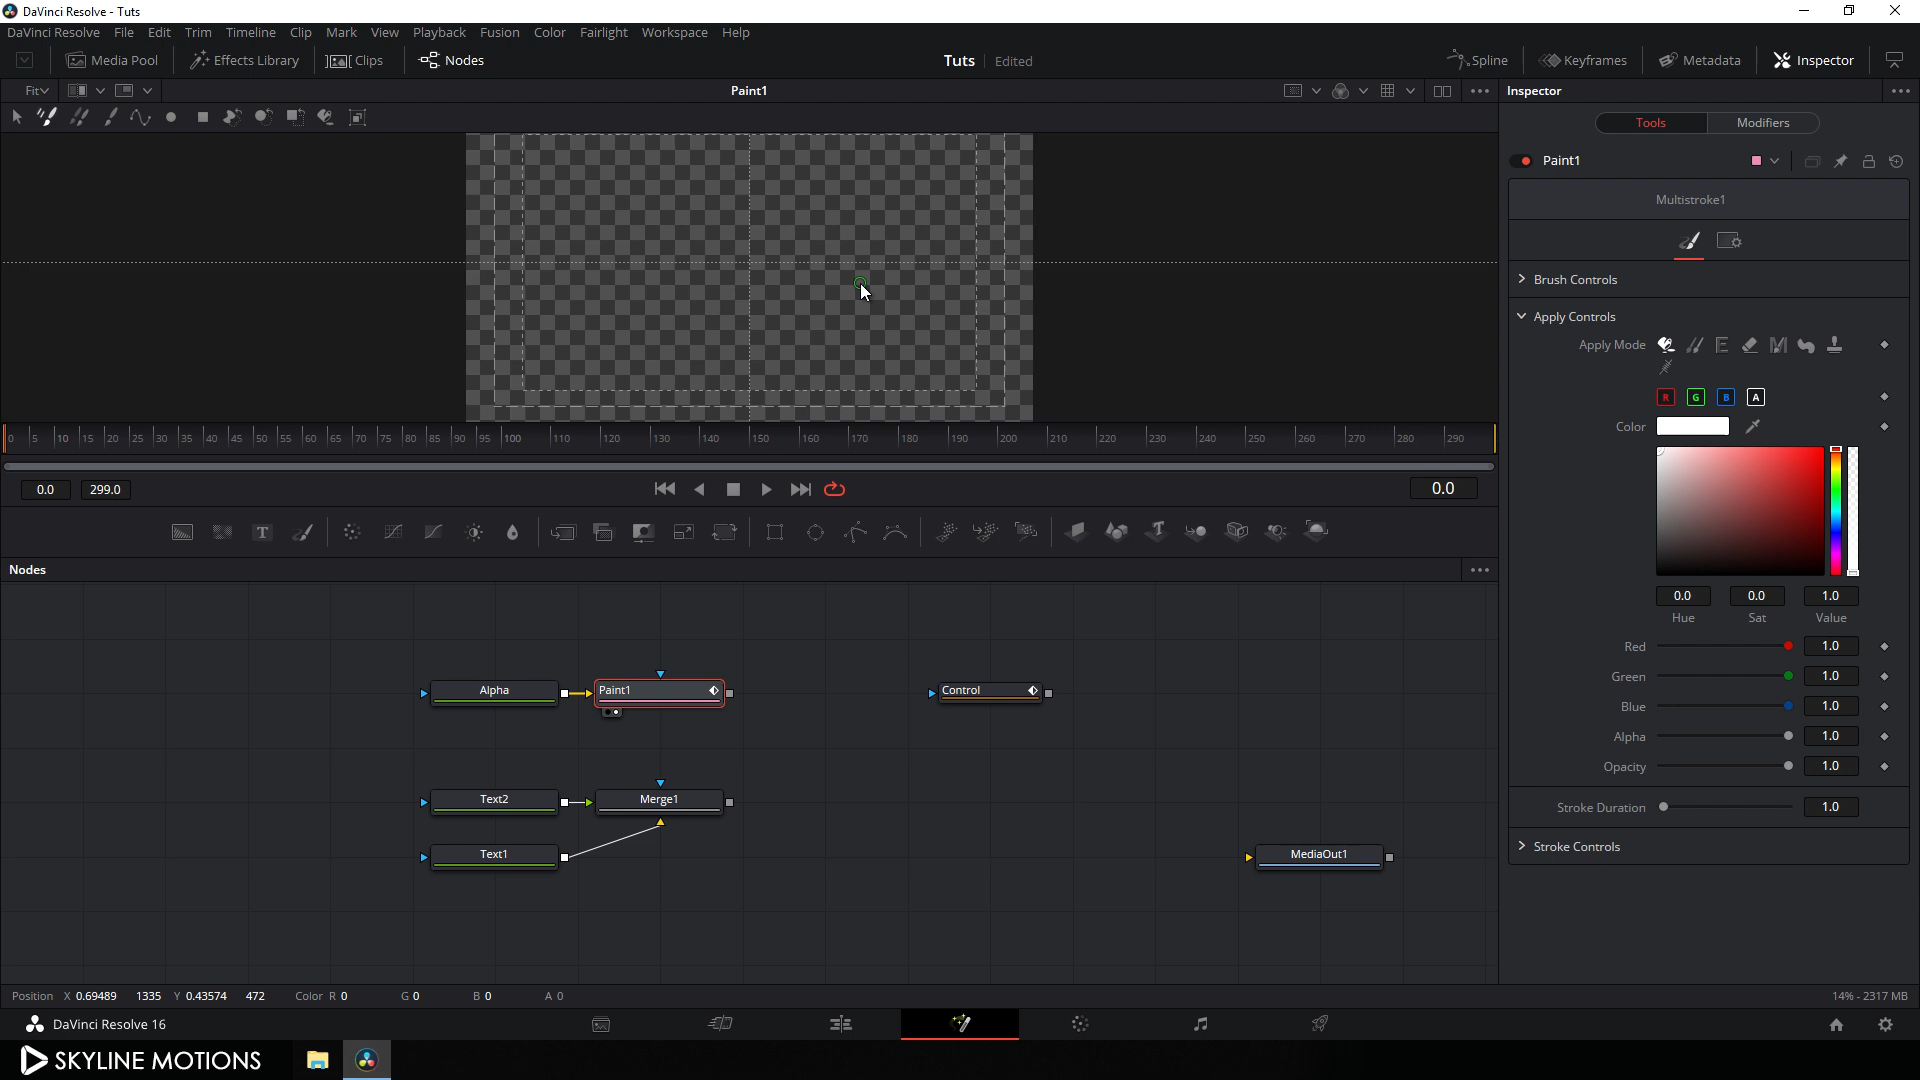 DaVinci Resolve - Tuts
DaVinci Resolve File Edit Trim Timeline Clip Mark View Playback Fusion Color Fairlight Workspace Help
Media Pool Effects Library Clips Nodes Tuts Edited Spline Keyframes Metadata Inspector
Fit Paint1 Inspector
Tools Modifiers
Paint1
Multistroke1
Brush Controls
Apply Controls
Apply Mode
R G B A
Color
0 5 10 15 20 25 30 35 40 45 50 55 60 65 70 75 80 85 90 95 100 110 120 130 140 150 160 170 180 190 200 210 220 230 240 250 260 270 280 290
0.0 299.0 0.0
0.0 0.0 1.0
Hue Sat Value
Red 1.0
Green 1.0
Blue 1.0
Alpha 1.0
Opacity 1.0
Stroke Duration 1.0
Stroke Controls
Nodes
Alpha Paint1 Control
Text2 Merge1
Text1 MediaOut1
Position X 0.69489 1335 Y 0.43574 472 Color R 0 G 0 B 0 A 0 14% - 2317 MB
DaVinci Resolve 16
SKYLINE MOTIONS